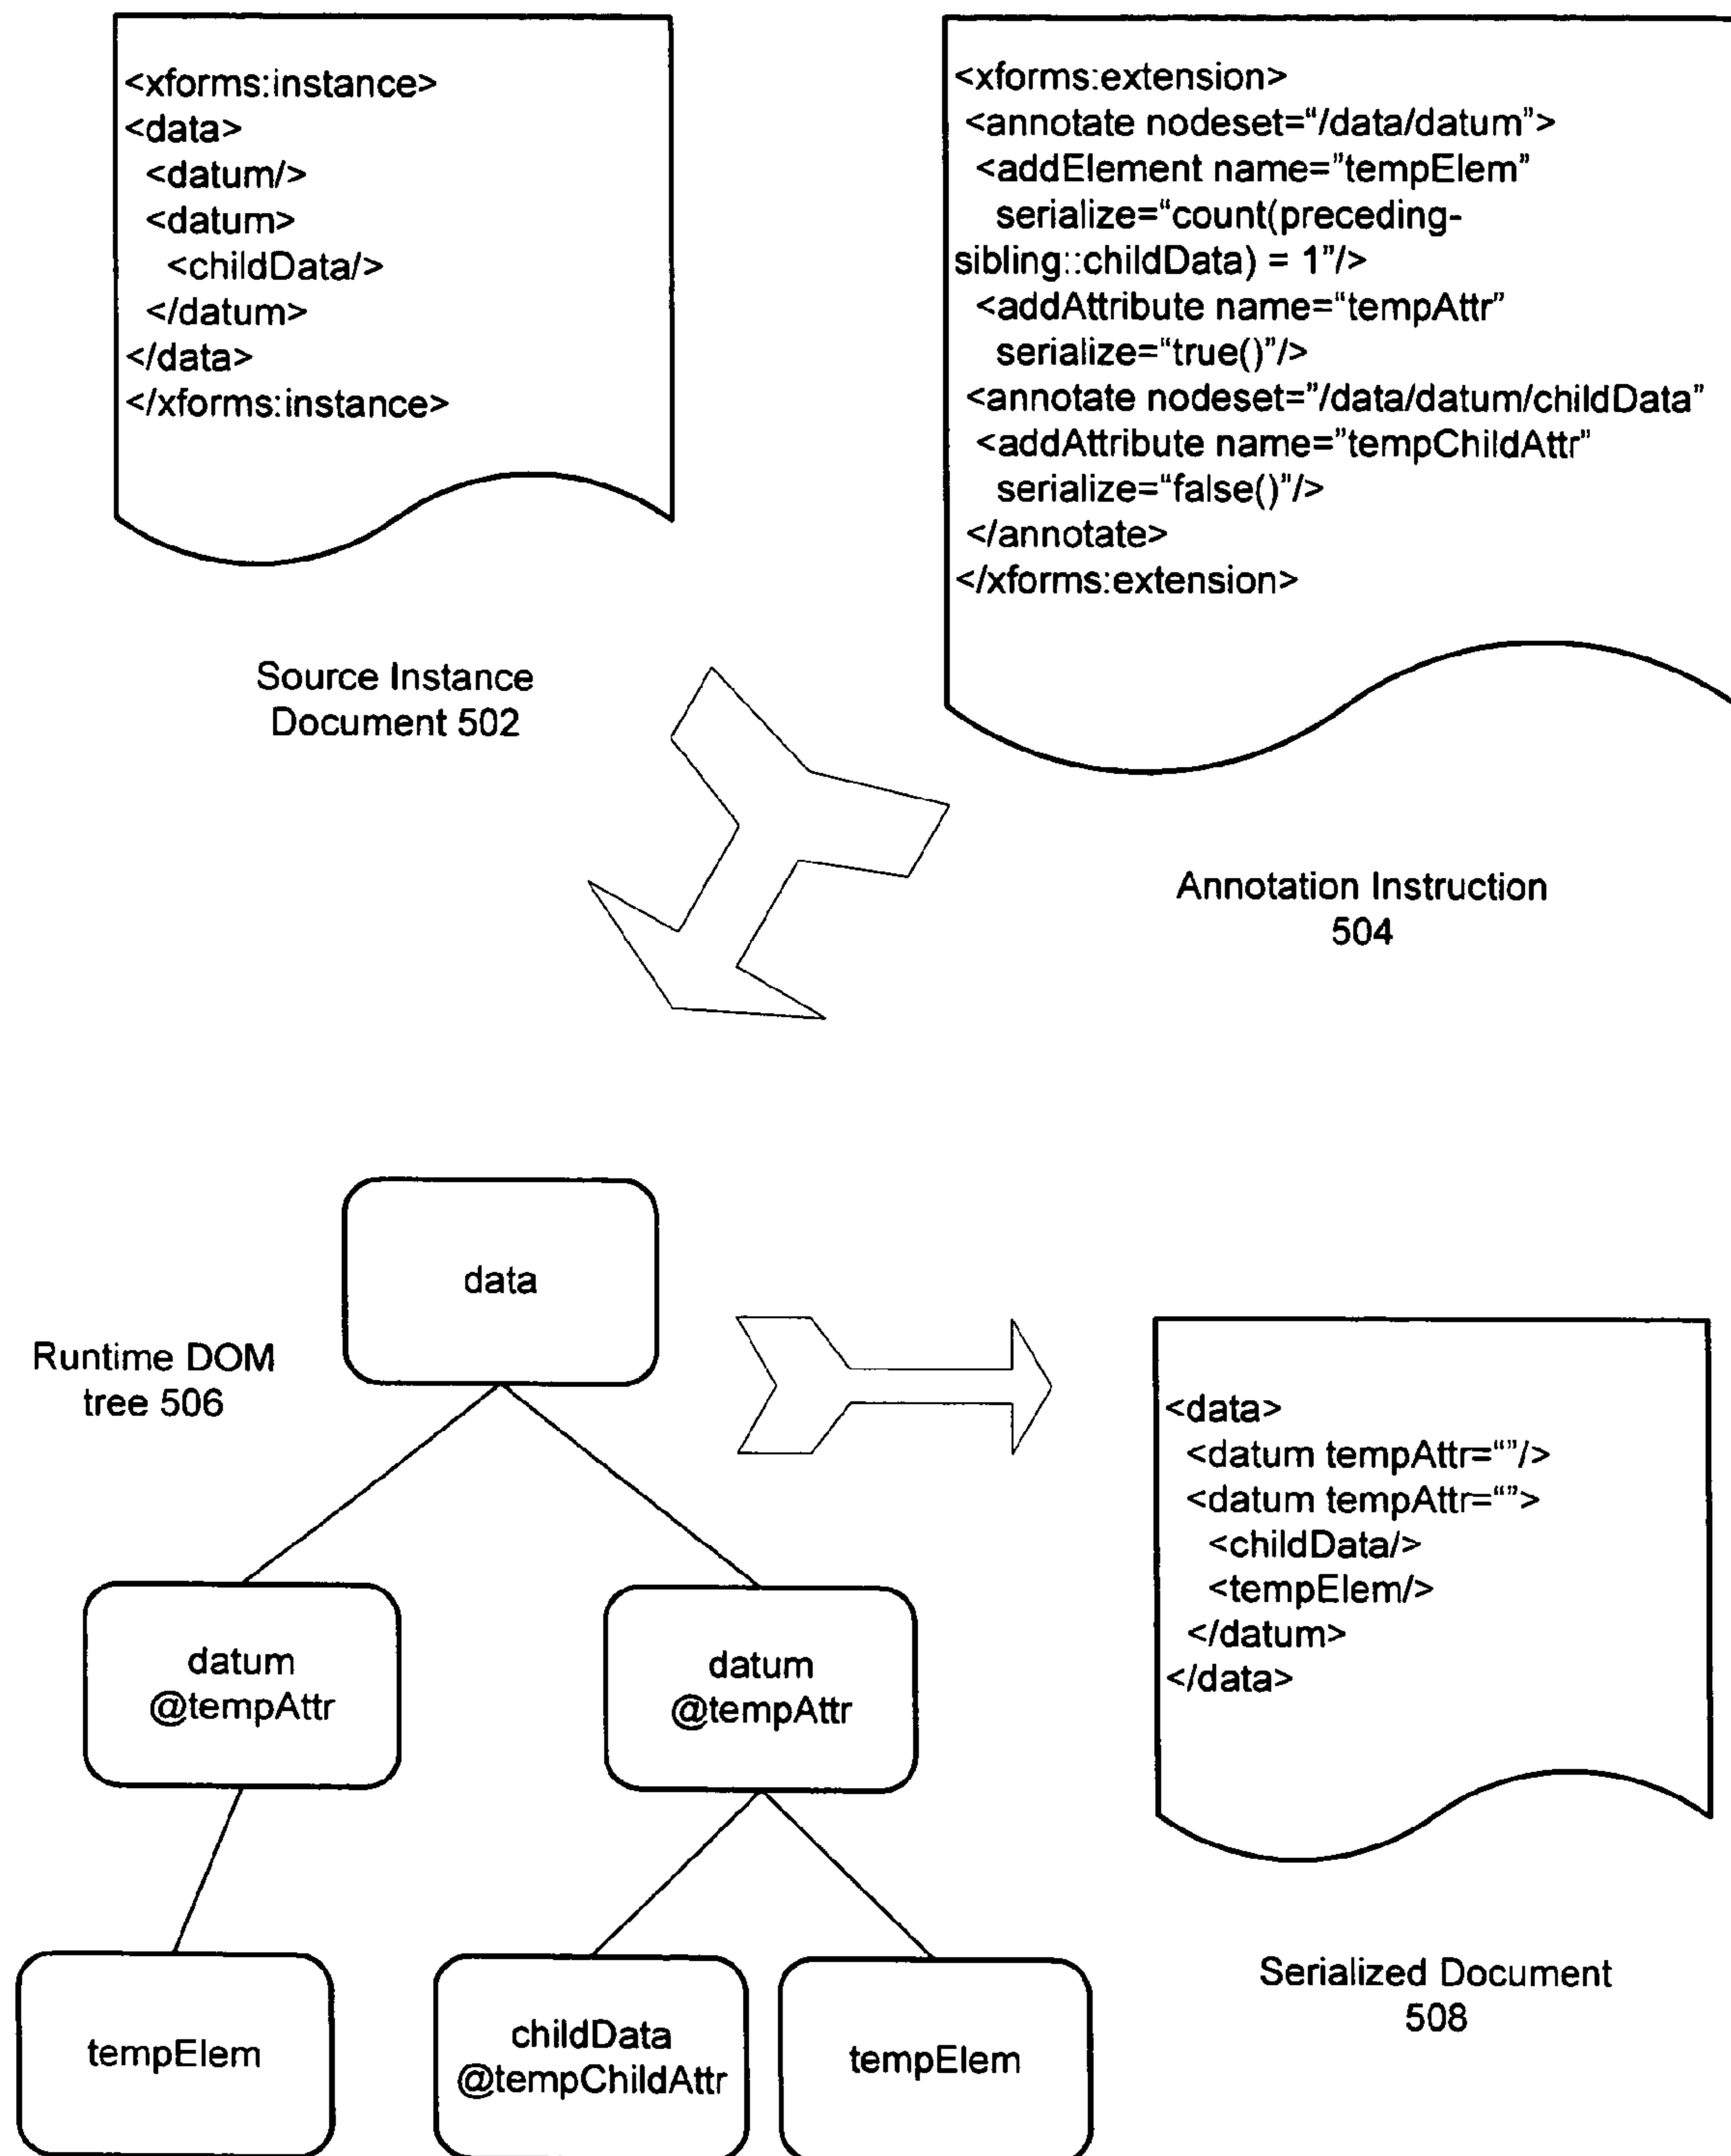 <xforms:instance>
<data>
<datum/>
<datum>
<childData/>
</datum>
</data>
</xforms:instance>
Source Instance
Document 502
<xforms:extension>
<annotate nodeset=“/data/datum”>
<addElement name=”tempElem”
serialize=“count(preceding-
sibling::childData) = 1”/>
<addAttribute name=“tempAttr”
serialize=“true()”/>
<annotate nodeset=”/data/datum/childData”
<addAttribute name=”tempChildAttr”
serialize=“false()”/>
</annotate>
</xforms:extension>
Annotation Instruction
504
Runtime DOM
tree 506
data
datum
@tempAttr
datum
@tempAttr
tempElem
childData
@tempChildAttr
tempElem
<data>
<datum tempAttr=“”/>
<datum tempAttr=“”>
<childData/>
<tempElem/>
</datum>
</data>
Serialized Document
508